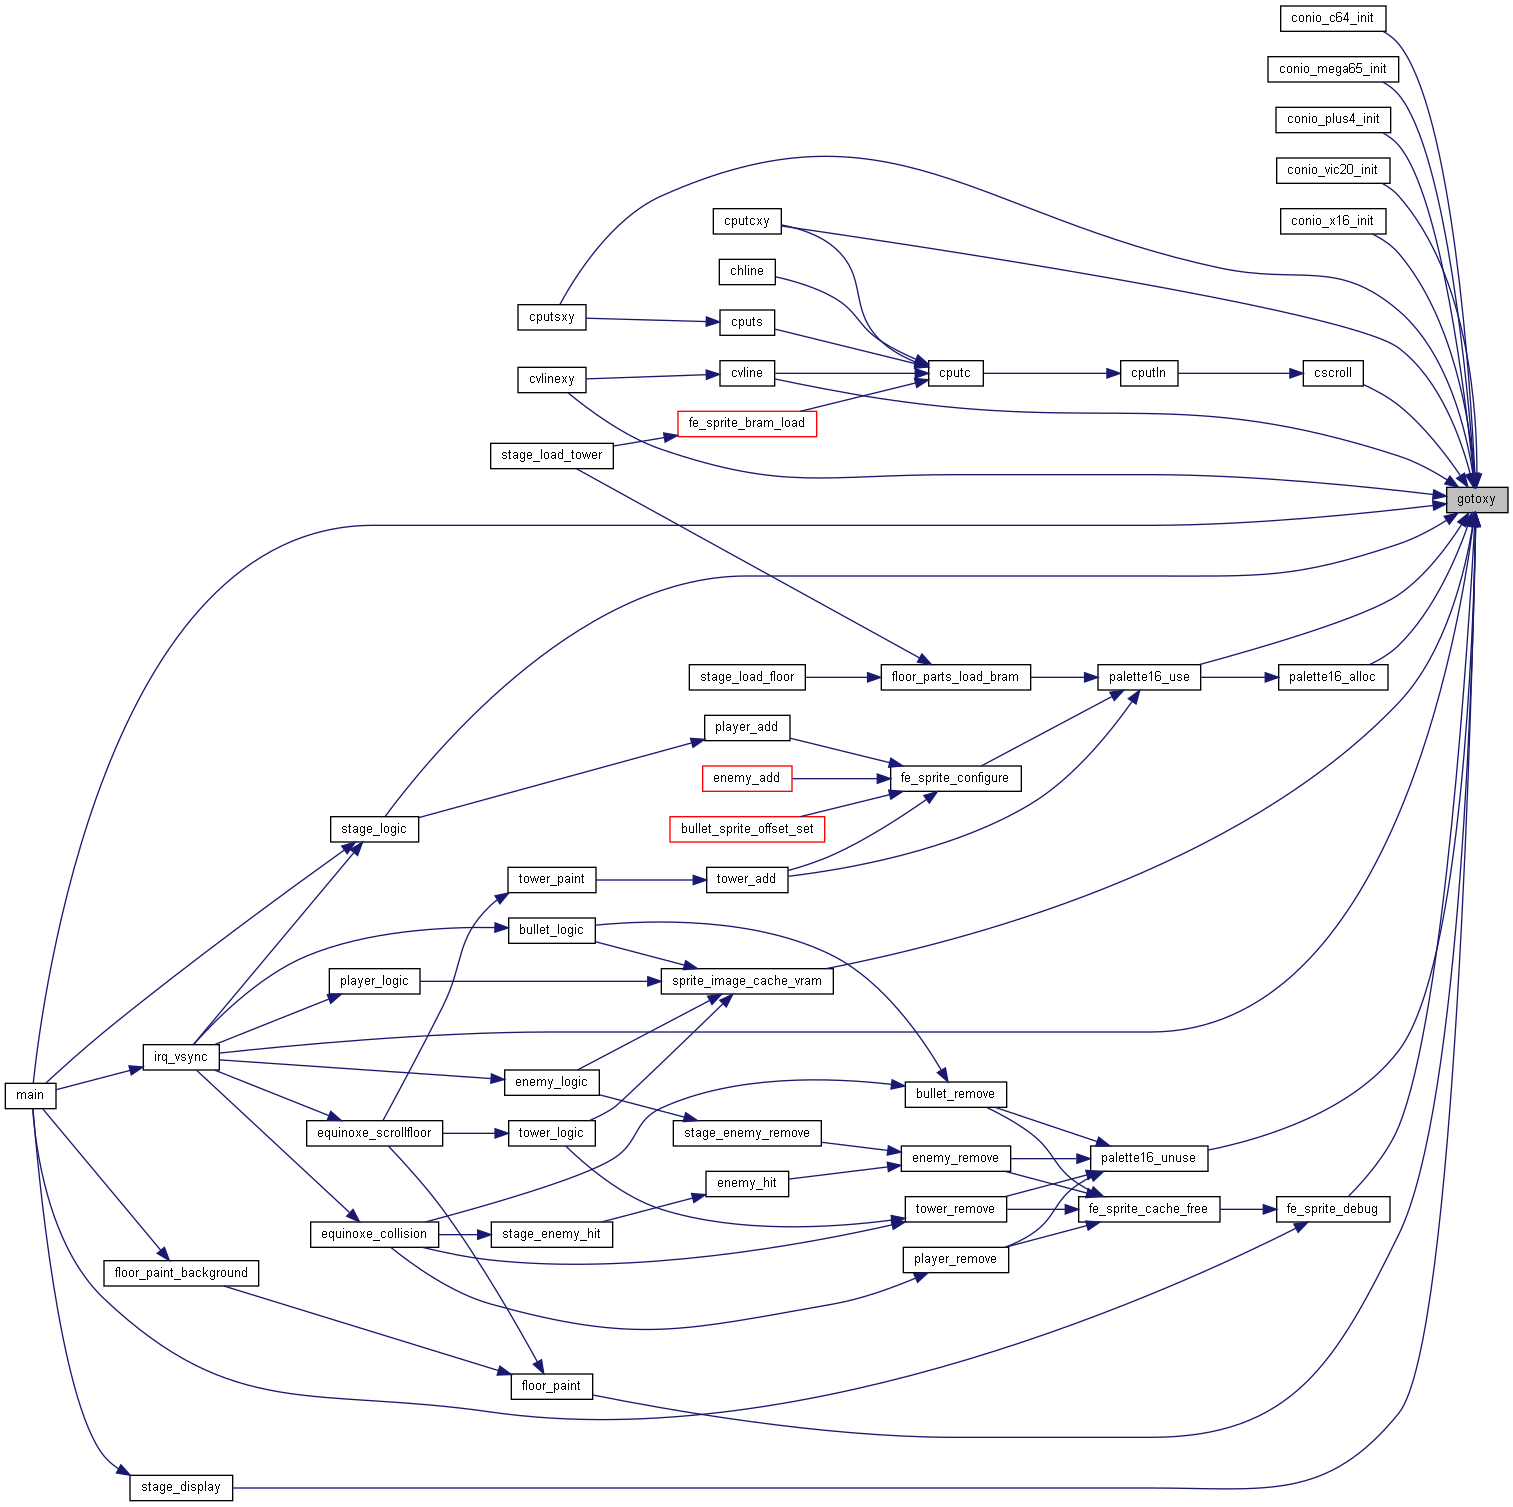 conio_c64_init
conio_mega65_init
conio_plus4_init
conio_vic20_init
cputcxy
conio_x16_init
chline
cputsxy
cputs
cvlinexy
cvline
cputc
cputln
cscroll
fe_sprite_bram_load
stage_load_tower
gotoxy
stage_load_floor
floor_parts_load_bram
palette16_use
palette16_alloc
player_add
enemy_add
fe_sprite_configure
stage_logic
bullet_sprite_offset_set
tower_paint
tower_add
bullet_logic
player_logic
sprite_image_cache_vram
irq_vsync
enemy_logic
main
bullet_remove
equinoxe_scrollfloor
tower_logic
stage_enemy_remove
enemy_remove
palette16_unuse
enemy_hit
tower_remove
fe_sprite_cache_free
fe_sprite_debug
equinoxe_collision
stage_enemy_hit
player_remove
floor_paint_background
floor_paint
stage_display